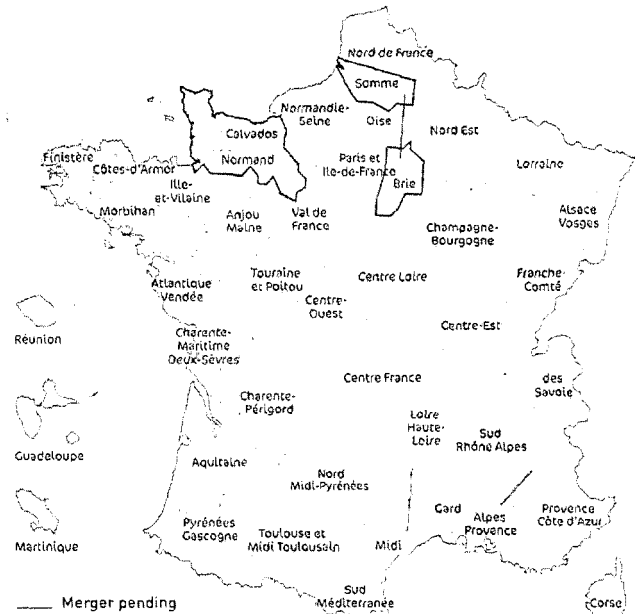 Nord de France
Somme
Normandie-
Seine
Oise
Calvados
Nord Est
Normand
Paris et
Ile-de-France
Brie
Lorraine
Finistère
Côtes-d'Armor
Ille-
et-Vilaine
Morbihan
Anjou
Maine
Val de
France
Alsace
Vosges
Champagne-
Bourgogne
Atlantique
Vendée
Touraine
et Poitou
Centre Loire
Franche-
Comté
Centre-
Ouest
Centre-Est
Réunion
Charente-
Maritime
Deux-Sèvres
Centre France
des
Savoie
Charente-
Périgord
Loire
Haute-
Loire
Sud
Rhône Alpes
Guadeloupe
Aquitaine
Nord
Midi-Pyrénées
Gard
Alpes
Provence
Provence
Côte d'Azur
Martinique
Pyrénées
Gascogne
Toulouse et
Midi Toulousain
Midi
Sud
Méditerranée
Corse
Merger pending